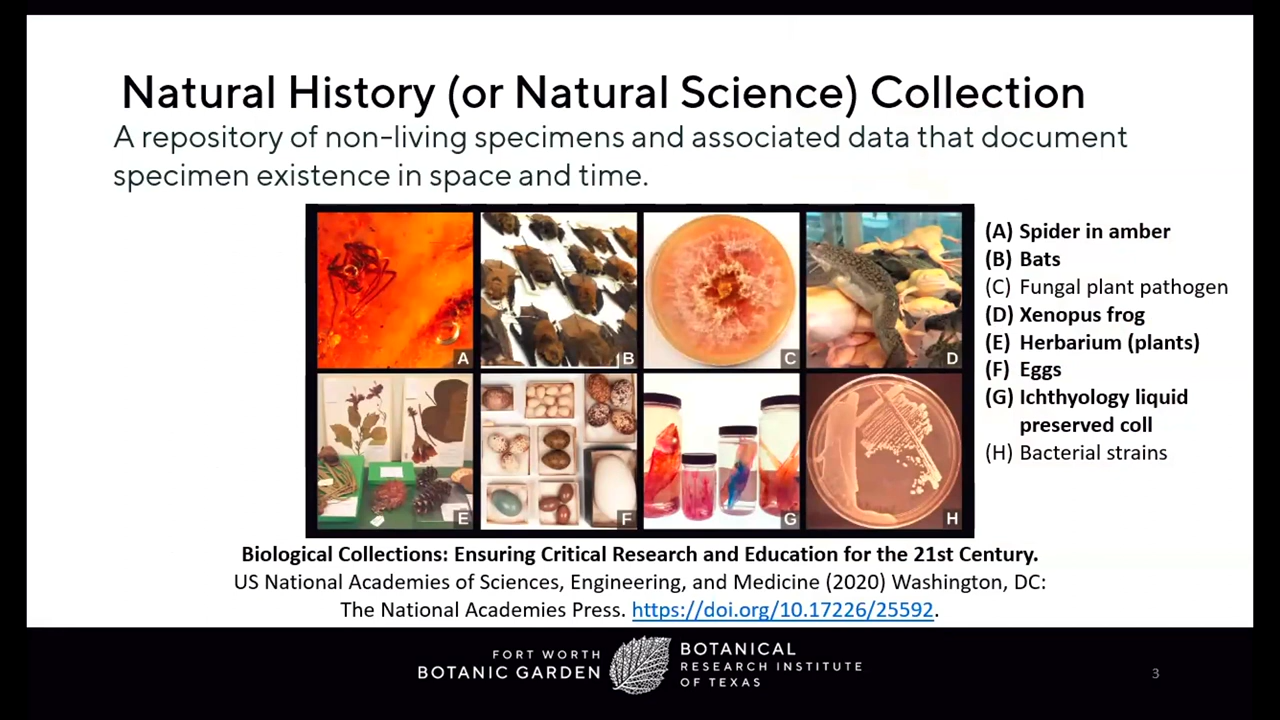 Natural History (or Natural Science) Collection
A repository of non-living specimens and associated data that document
specimen existence in space and time.
A
B
C
D
E
F
G
H
(A) Spider in amber
(B) Bats
(C) Fungal plant pathogen
(D) Xenopus frog
(E) Herbarium (plants)
(F) Eggs
(G) Ichthyology liquid
preserved coll
(H) Bacterial strains
Biological Collections: Ensuring Critical Research and Education for the 21st Century.
US National Academies of Sciences, Engineering, and Medicine (2020) Washington, DC:
The National Academies Press. https://doi.org/10.17226/25592.
FORT WORTH
BOTANIC GARDEN
BOTANICAL
RESEARCH INSTITUTE
OF TEXAS
3